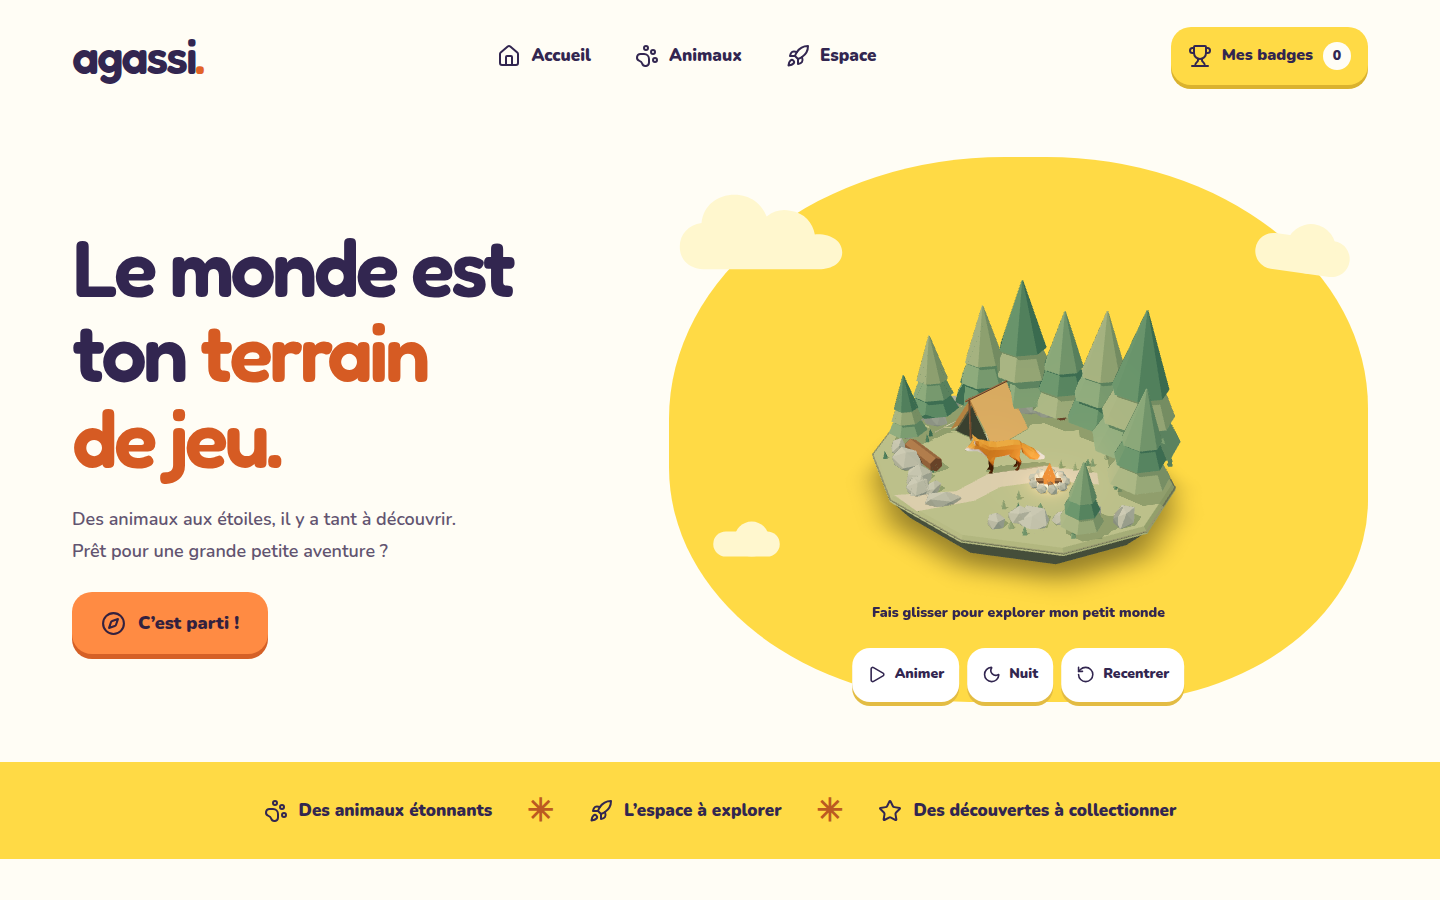 agassi.
Accueil
Animaux
Espace
Mes badges 0
Le monde est
ton terrain
de jeu.
Des animaux aux étoiles, il y a tant à découvrir.
Prêt pour une grande petite aventure ?
C’est parti !
Fais glisser pour explorer mon petit monde
Animer
Nuit
Recentrer
Des animaux étonnants
L’espace à explorer
Des découvertes à collectionner